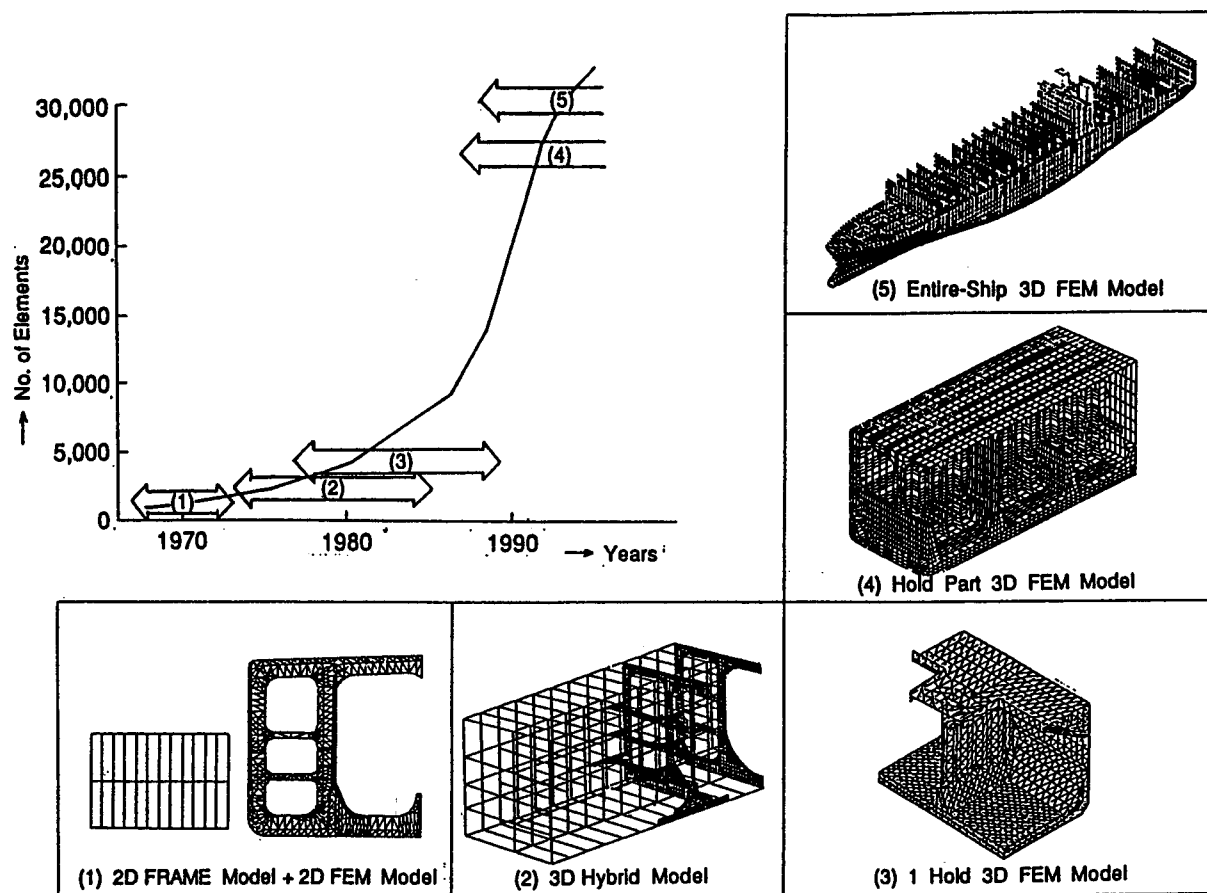 30,000
25,000
20,000
15,000
10,000
5,000
0
→ No. of Elements
1970
1980
1990
→ Years
(1)
(2)
(3)
(4)
(5)
(5) Entire-Ship 3D FEM Model
(4) Hold Part 3D FEM Model
(1) 2D FRAME Model + 2D FEM Model
(2) 3D Hybrid Model
(3) 1 Hold 3D FEM Model